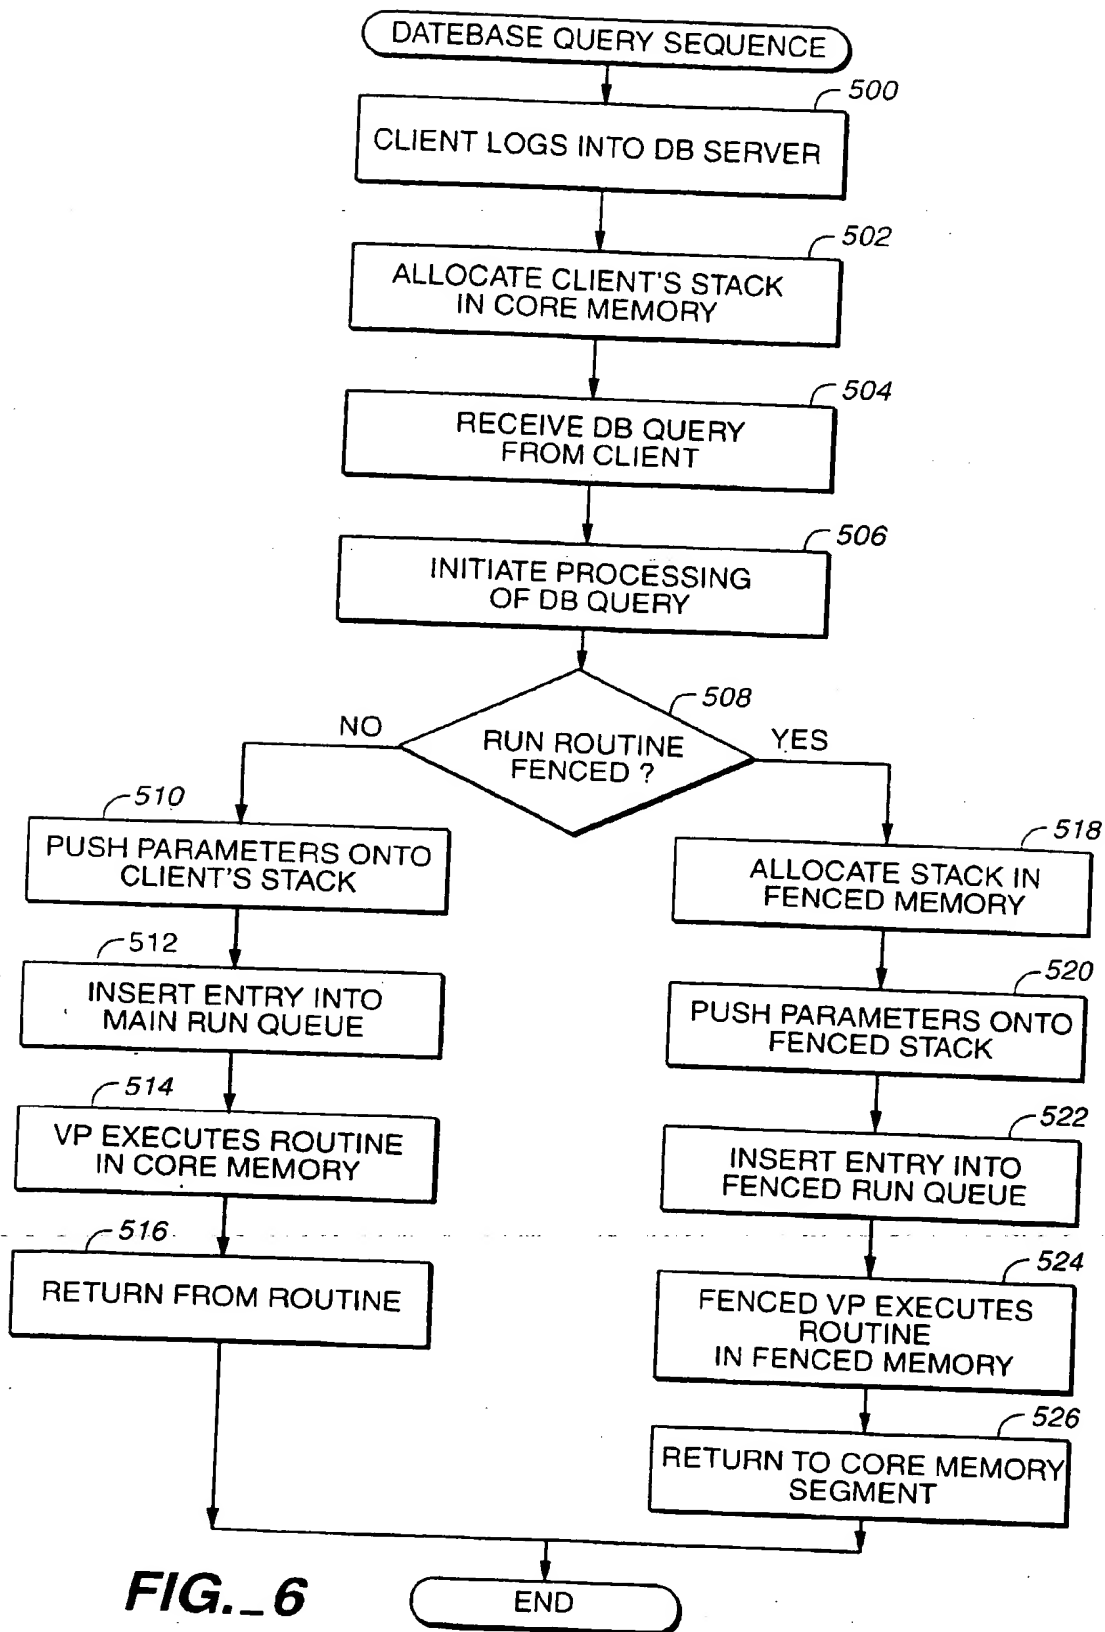 DATEBASE QUERY SEQUENCE
500
CLIENT LOGS INTO DB SERVER
502
ALLOCATE CLIENT'S STACK
IN CORE MEMORY
504
RECEIVE DB QUERY
FROM CLIENT
506
INITIATE PROCESSING
OF DB QUERY
508
RUN ROUTINE
FENCED ?
NO
YES
510
PUSH PARAMETERS ONTO
CLIENT'S STACK
512
INSERT ENTRY INTO
MAIN RUN QUEUE
514
VP EXECUTES ROUTINE
IN CORE MEMORY
516
RETURN FROM ROUTINE
518
ALLOCATE STACK IN
FENCED MEMORY
520
PUSH PARAMETERS ONTO
FENCED STACK
522
INSERT ENTRY INTO
FENCED RUN QUEUE
524
FENCED VP EXECUTES
ROUTINE
IN FENCED MEMORY
526
RETURN TO CORE MEMORY
SEGMENT
END
FIG._6